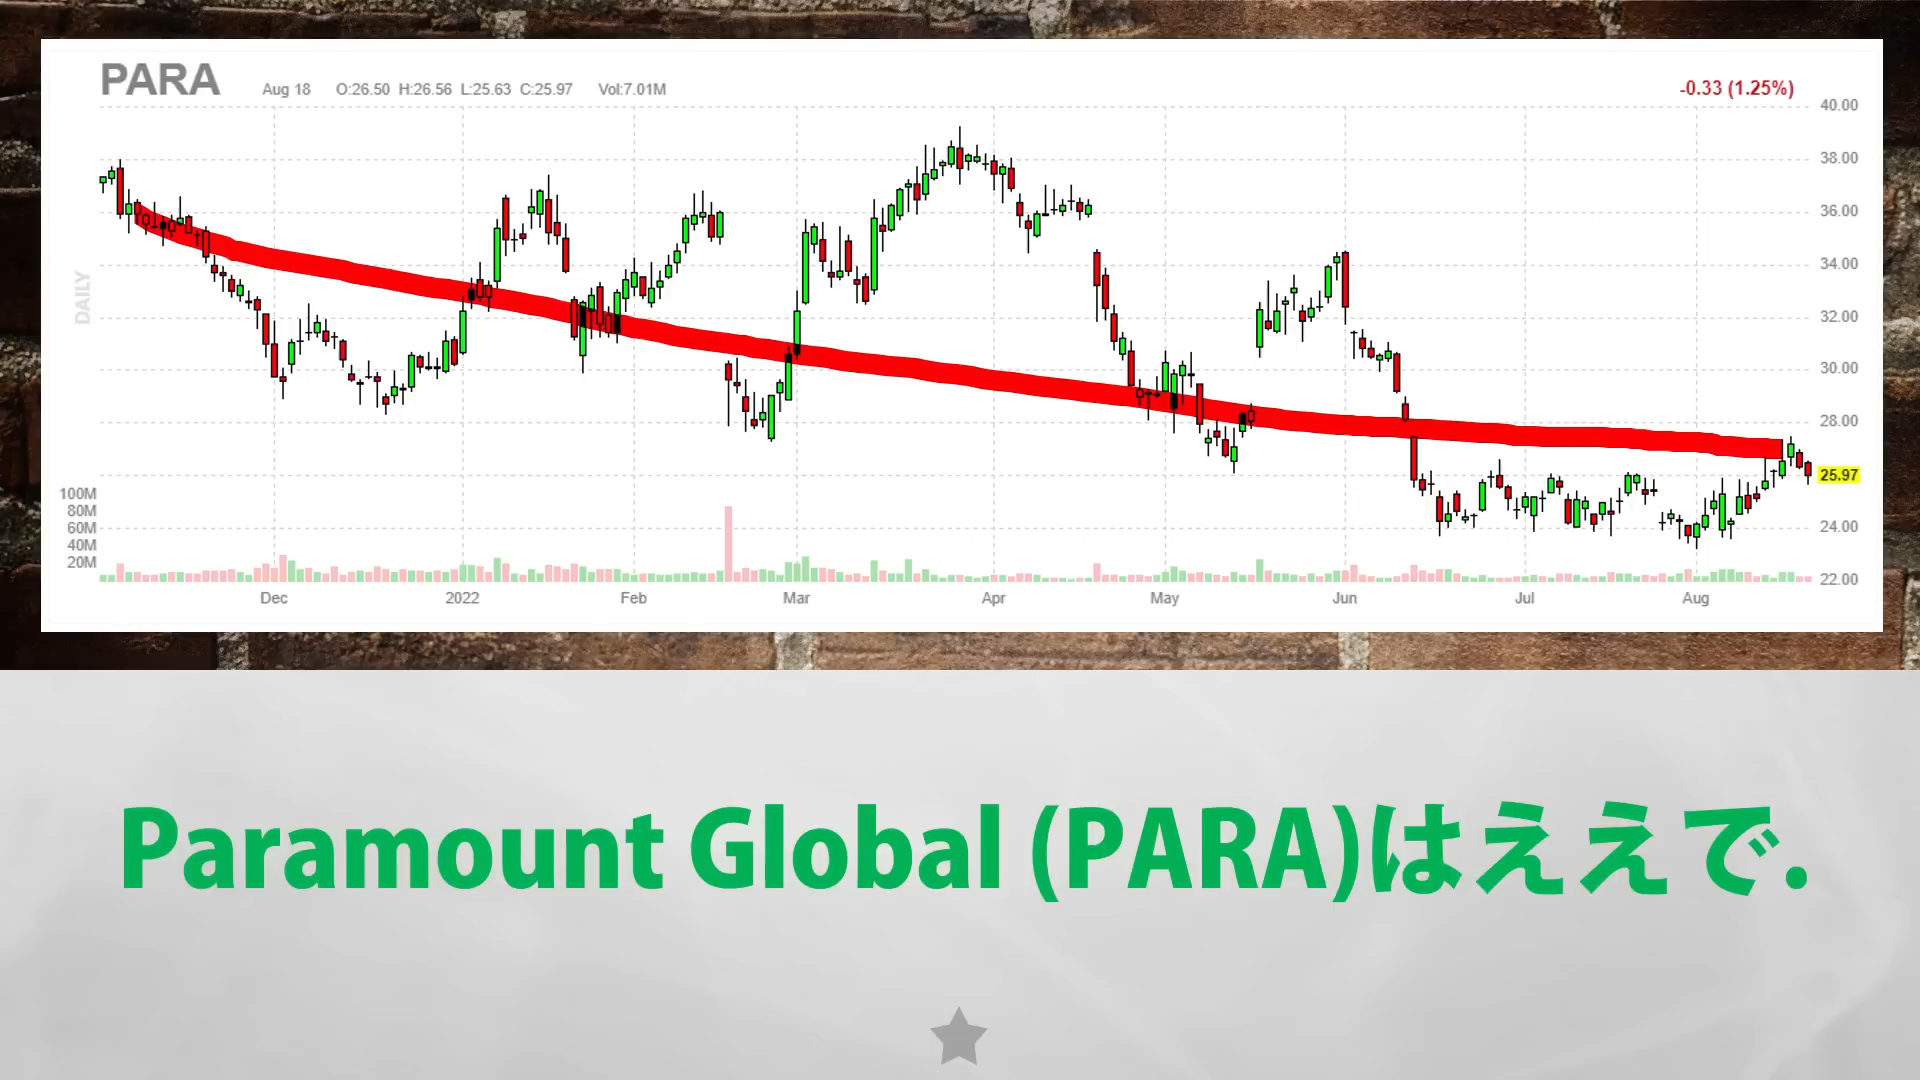 PARA Aug 18 O:26.50 H:26.56 L:25.63 C:25.97 Vol:7.01M -0.33 (1.25%)
40.00
38.00
36.00
34.00
32.00
30.00
28.00
25.97
24.00
22.00
DAILY
100M
80M
60M
40M
20M
Dec 2022 Feb Mar Apr May Jun Jul Aug
Paramount Global (PARA)はええで.